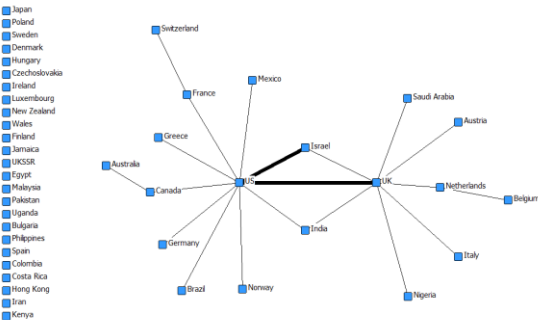 Japan
Poland
Sweden
Denmark
Hungary
Czechoslovakia
Ireland
Luxembourg
New Zealand
Wales
Finland
Jamaica
UKSSR
Egypt
Malaysia
Pakistan
Uganda
Bulgaria
Philippines
Spain
Colombia
Costa Rica
Hong Kong
Iran
Kenya
Switzerland
France
Mexico
Saudi Arabia
Austria
Greece
Israel
Australia
Canada
US
UK
Netherlands
Belgium
India
Germany
Italy
Brazil
Norway
Nigeria